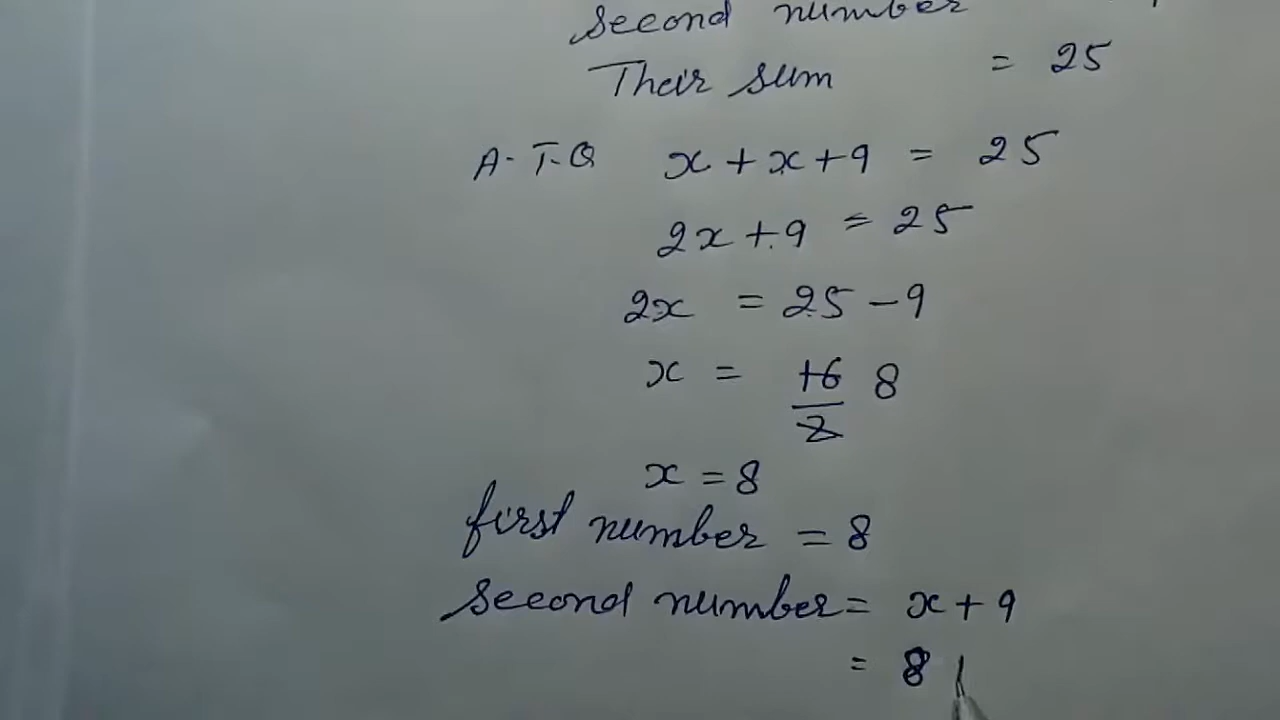 second number
Their sum = 25
A-T-Q x + x + 9 = 25
2x + 9 = 25
2x = 25 - 9
x = 16/2 8
x = 8
first number = 8
second number = x + 9
= 8